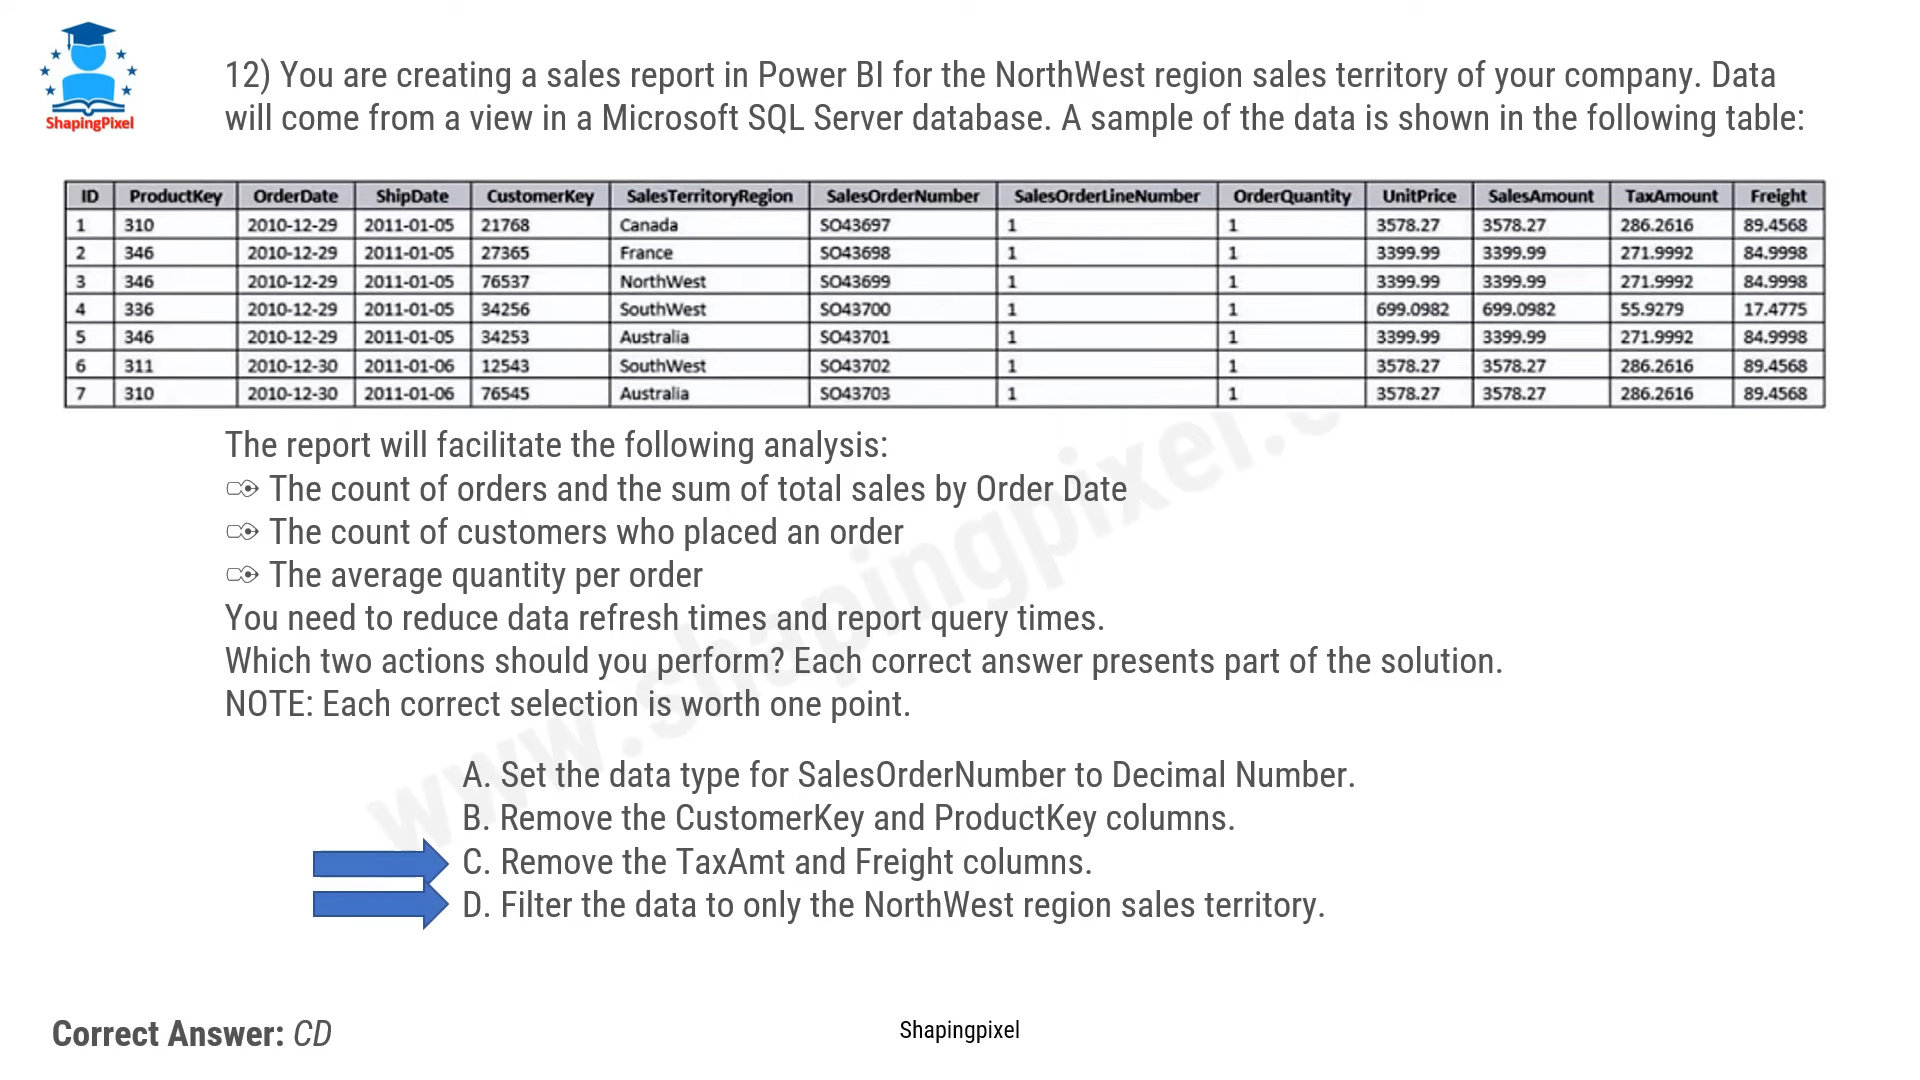 ShapingPixel
12) You are creating a sales report in Power BI for the NorthWest region sales territory of your company. Data
will come from a view in a Microsoft SQL Server database. A sample of the data is shown in the following table:
ID ProductKey OrderDate ShipDate CustomerKey SalesTerritoryRegion SalesOrderNumber SalesOrderLineNumber OrderQuantity UnitPrice SalesAmount TaxAmount Freight
1 310 2010-12-29 2011-01-05 21768 Canada SO43697 1 1 3578.27 3578.27 286.2616 89.4568
2 346 2010-12-29 2011-01-05 27365 France SO43698 1 1 3399.99 3399.99 271.9992 84.9998
3 346 2010-12-29 2011-01-05 76537 NorthWest SO43699 1 1 3399.99 3399.99 271.9992 84.9998
4 336 2010-12-29 2011-01-05 34256 SouthWest SO43700 1 1 699.0982 699.0982 55.9279 17.4775
5 346 2010-12-29 2011-01-05 34253 Australia SO43701 1 1 3399.99 3399.99 271.9992 84.9998
6 311 2010-12-30 2011-01-06 12543 SouthWest SO43702 1 1 3578.27 3578.27 286.2616 89.4568
7 310 2010-12-30 2011-01-06 76545 Australia SO43703 1 1 3578.27 3578.27 286.2616 89.4568
The report will facilitate the following analysis:
The count of orders and the sum of total sales by Order Date
The count of customers who placed an order
The average quantity per order
You need to reduce data refresh times and report query times.
Which two actions should you perform? Each correct answer presents part of the solution.
NOTE: Each correct selection is worth one point.
www.shapingpixel.c
A. Set the data type for SalesOrderNumber to Decimal Number.
B. Remove the CustomerKey and ProductKey columns.
C. Remove the TaxAmt and Freight columns.
D. Filter the data to only the NorthWest region sales territory.
Correct Answer: CD
Shapingpixel